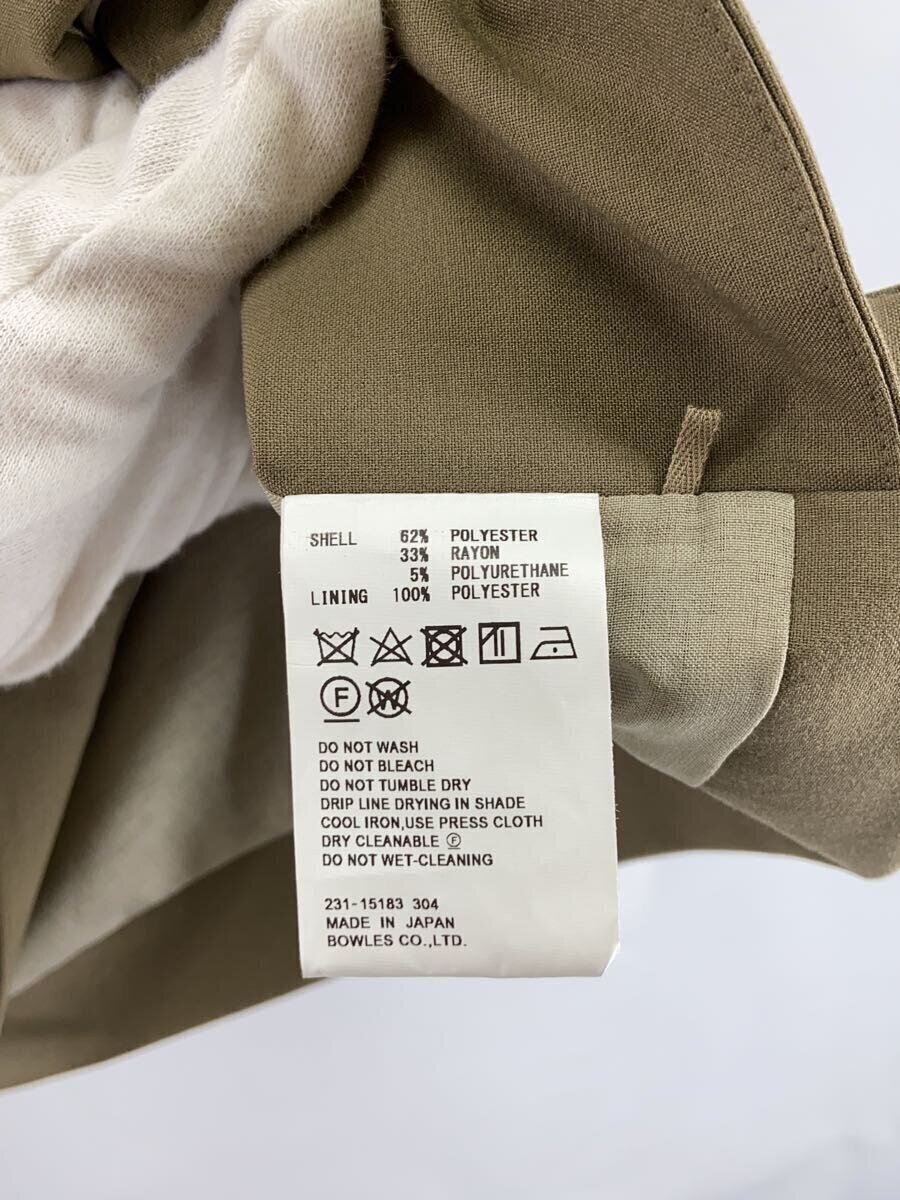 SHELL 62% POLYESTER
33% RAYON
5% POLYURETHANE
LINING 100% POLYESTER
F W
DO NOT WASH
DO NOT BLEACH
DO NOT TUMBLE DRY
DRIP LINE DRYING IN SHADE
COOL IRON,USE PRESS CLOTH
DRY CLEANABLE Ⓕ
DO NOT WET-CLEANING
231-15183 304
MADE IN JAPAN
BOWLES CO.,LTD.